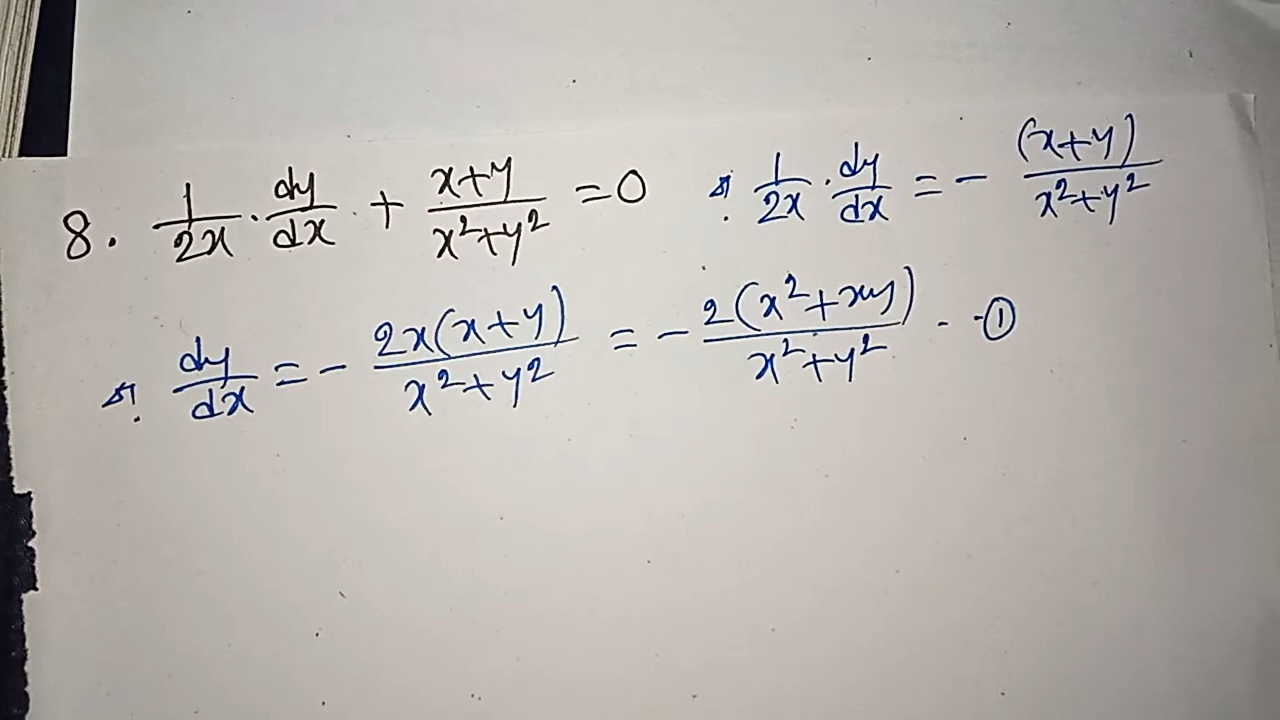 8. 1/2x · dy/dx + x+y/x²+y² = 0 ⇒ 1/2x · dy/dx = - (x+y)/x²+y²
⇒ dy/dx = - 2x(x+y)/x²+y² = - 2(x²+xy)/x²+y² - - ①